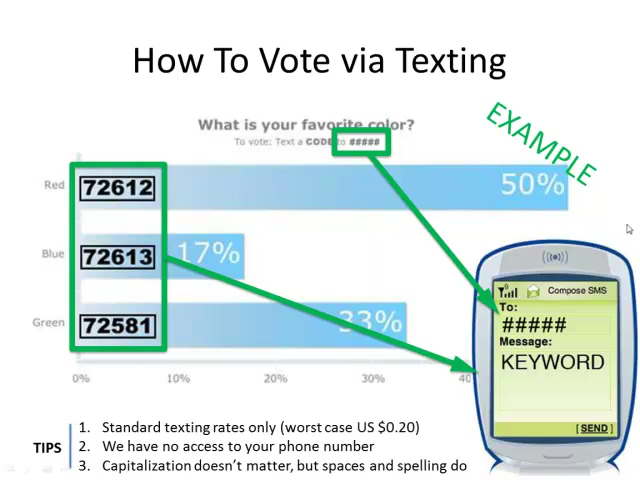 How To Vote via Texting
EXAMPLE
What is your favorite color?
To vote: Text a CODE to #####
Red
72612
50%
Blue
72613
17%
Green
72581
33%
0%
10%
20%
30%
40
((o))
Compose SMS
To:
#####
Message:
KEYWORD
[SEND]
TIPS
1. Standard texting rates only (worst case US $0.20)
2. We have no access to your phone number
3. Capitalization doesn't matter, but spaces and spelling do